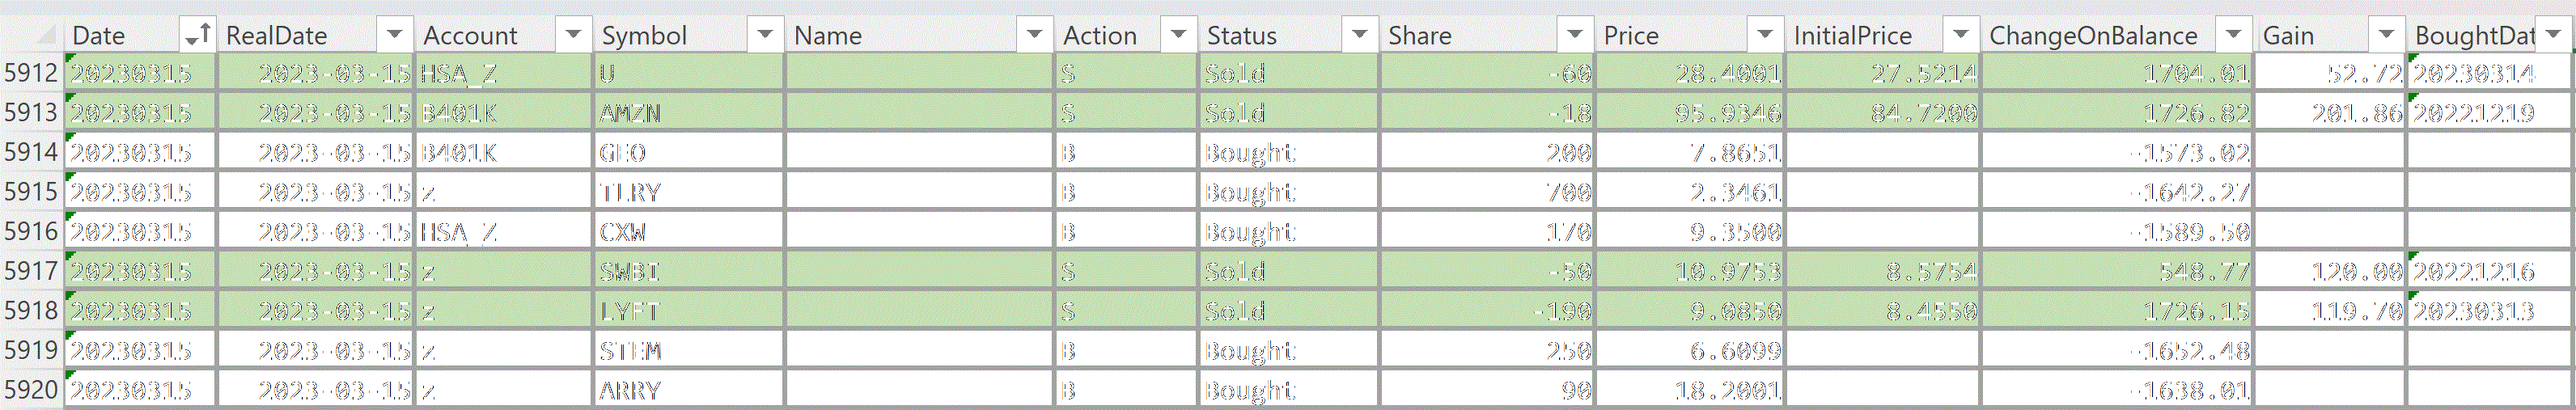 Date RealDate Account Symbol Name Action Status Share Price InitialPrice ChangeOnBalance Gain BoughtDat
5912 20230315 2023-03-15 HSA_Z U S Sold -60 28.4001 27.5214 1704.01 52.72 20230314
5913 20230315 2023-03-15 B401K AMZN S Sold -18 95.9346 84.7200 1726.82 201.86 20221219
5914 20230315 2023-03-15 B401K GEO B Bought 200 7.8651 -1573.02
5915 20230315 2023-03-15 z TLRY B Bought 700 2.3461 -1642.27
5916 20230315 2023-03-15 HSA_Z CXW B Bought 170 9.3500 -1589.50
5917 20230315 2023-03-15 z SWBI S Sold -50 10.9753 8.5754 548.77 120.00 20221216
5918 20230315 2023-03-15 z LYFT S Sold -190 9.0850 8.4550 1726.15 119.70 20230313
5919 20230315 2023-03-15 z STEM B Bought 250 6.6099 -1652.48
5920 20230315 2023-03-15 z ARRY B Bought 90 18.2001 -1638.01